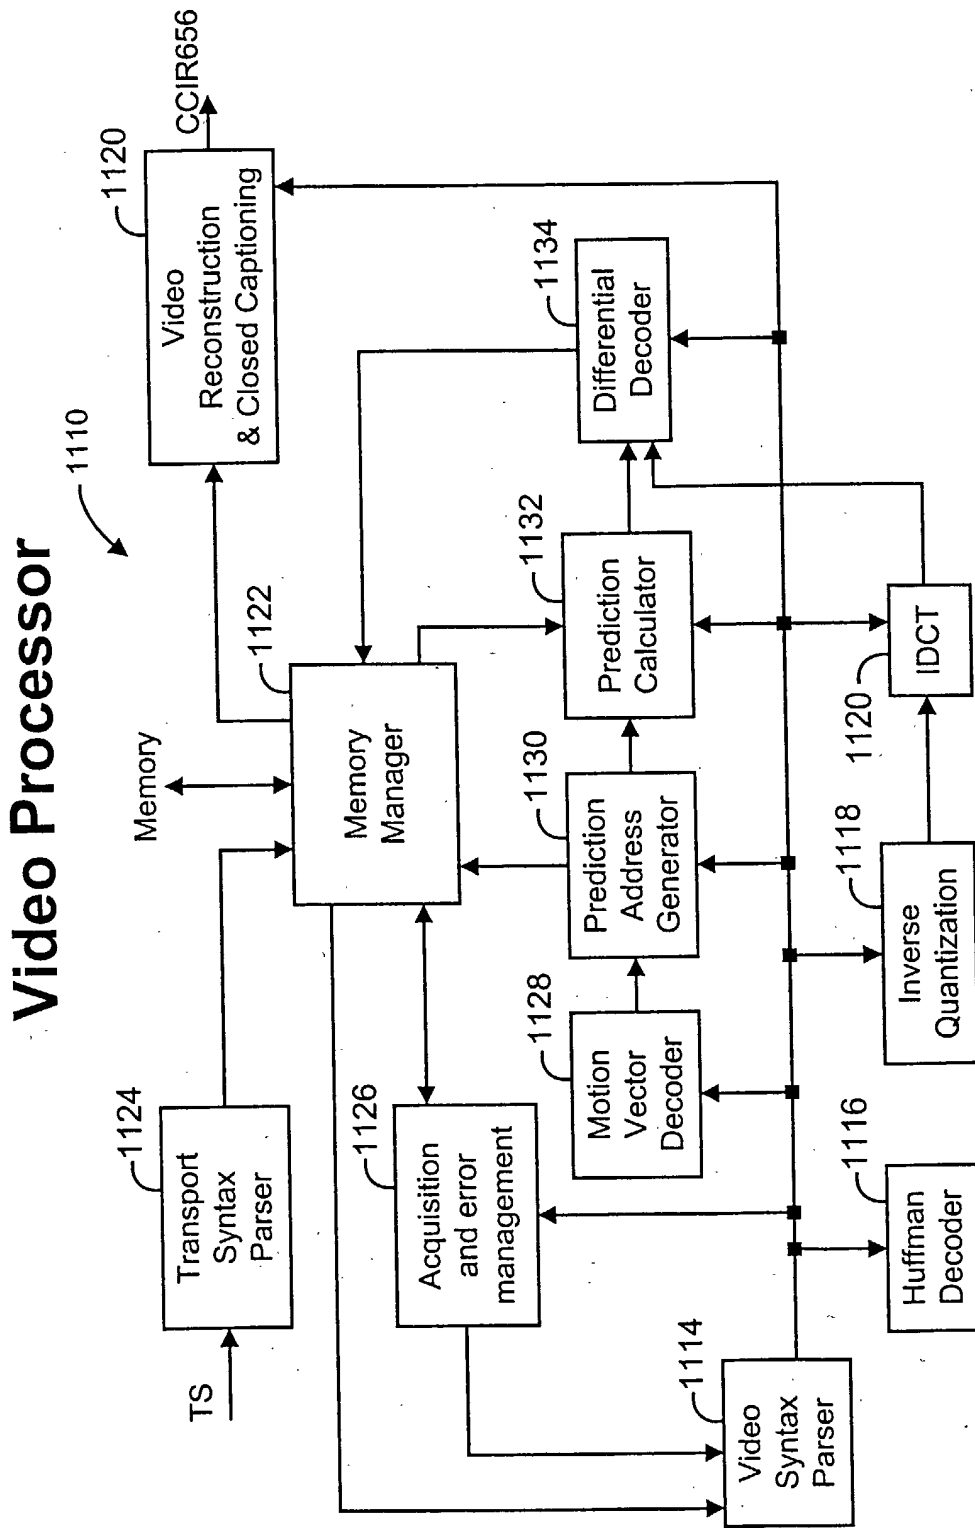 Video Processor
1110
TS
Transport
Syntax
Parser
1124
Memory
Memory
Manager
1122
Video
Reconstruction
& Closed Captioning
1120
CCIR656
Acquisition
and error
management
1126
Motion
Vector
Decoder
1128
Prediction
Address
Generator
1130
Prediction
Calculator
1132
Differential
Decoder
1134
Video
Syntax
Parser
1114
Huffman
Decoder
1116
Inverse
Quantization
1118
IDCT
1120